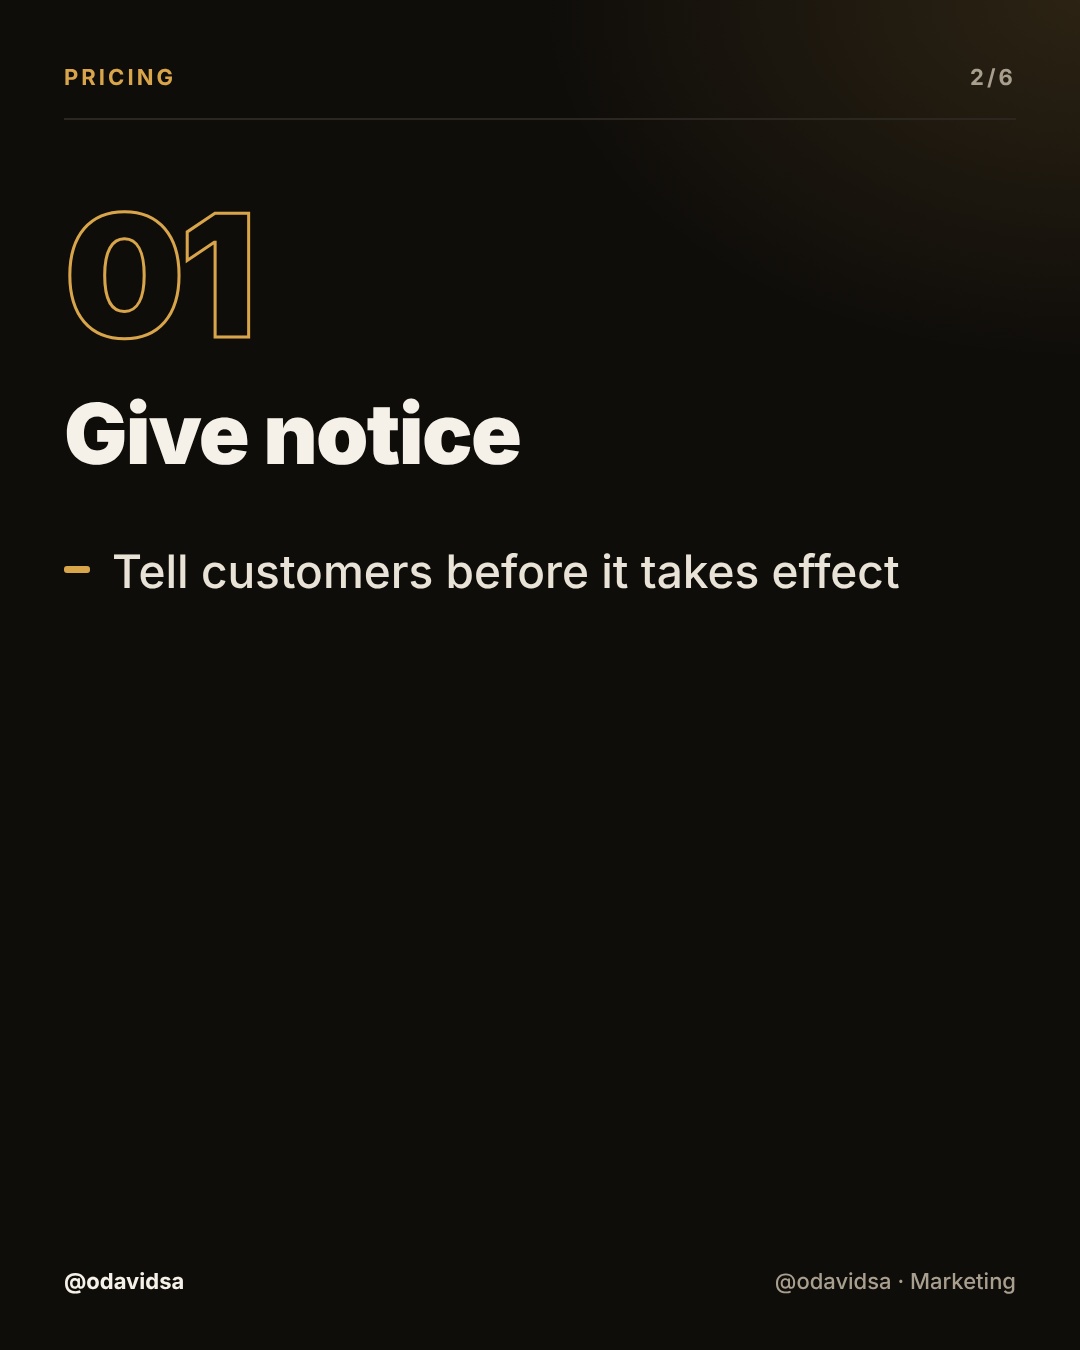 PRICING
2/6
01
Give notice
Tell customers before it takes effect
@odavidsa
@odavidsa · Marketing